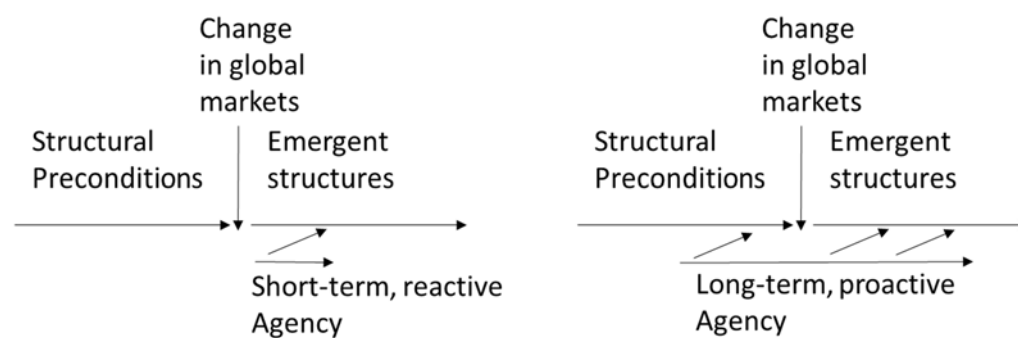 Change
in global
markets
Structural
Preconditions
Emergent
structures
Short-term, reactive
Agency
Change
in global
markets
Structural
Preconditions
Emergent
structures
Long-term, proactive
Agency